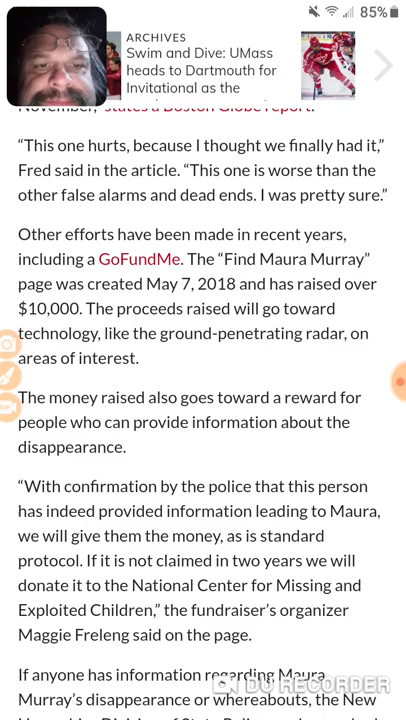 85%
ARCHIVES
Swim and Dive: UMass
heads to Dartmouth for
Invitational as the
November, states a Boston Globe report.
“This one hurts, because I thought we finally had it,”
Fred said in the article. “This one is worse than the
other false alarms and dead ends. I was pretty sure.”
Other efforts have been made in recent years,
including a GoFundMe. The “Find Maura Murray”
page was created May 7, 2018 and has raised over
$10,000. The proceeds raised will go toward
technology, like the ground-penetrating radar, on
areas of interest.
The money raised also goes toward a reward for
people who can provide information about the
disappearance.
“With confirmation by the police that this person
has indeed provided information leading to Maura,
we will give them the money, as is standard
protocol. If it is not claimed in two years we will
donate it to the National Center for Missing and
Exploited Children,” the fundraiser’s organizer
Maggie Freleng said on the page.
If anyone has information regarding Maura
DU RECORDER
Murray’s disappearance or whereabouts, the New